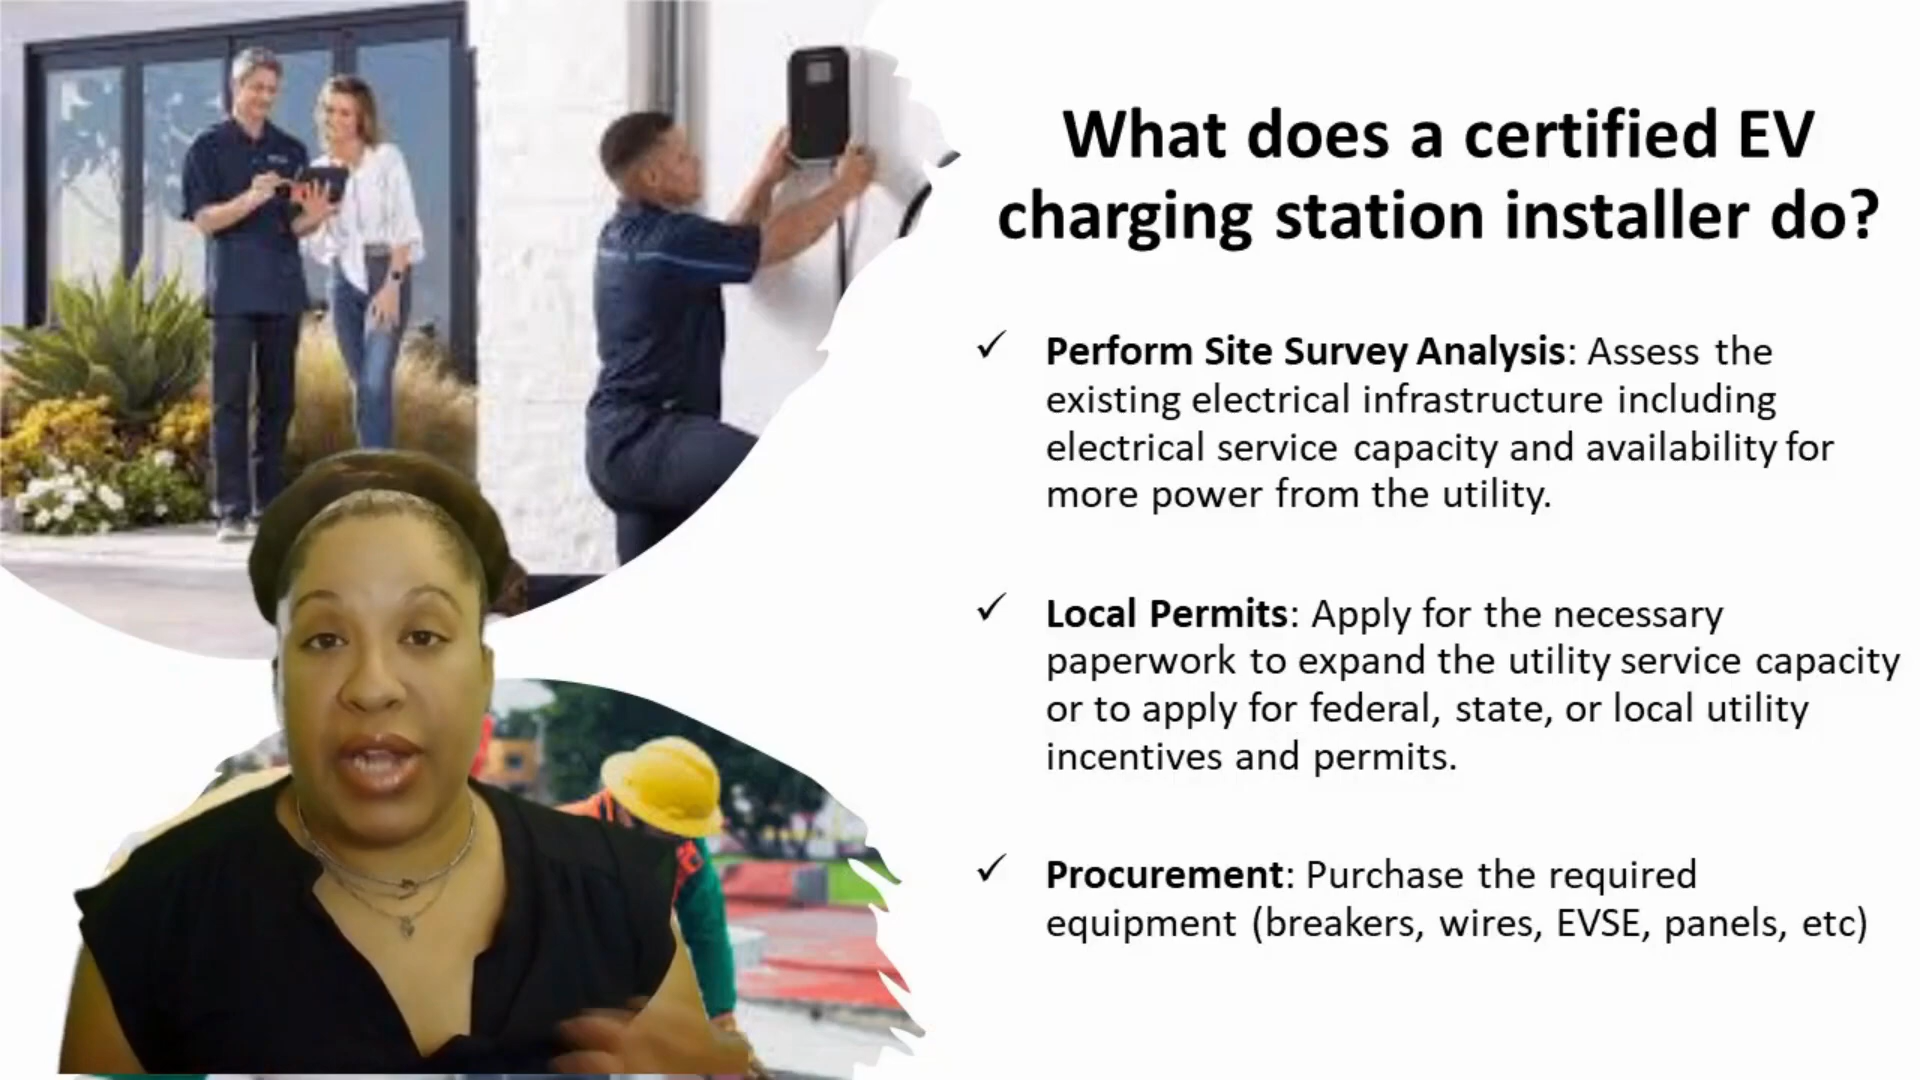 What does a certified EV
charging station installer do?
✓ Perform Site Survey Analysis: Assess the
existing electrical infrastructure including
electrical service capacity and availability for
more power from the utility.
✓ Local Permits: Apply for the necessary
paperwork to expand the utility service capacity
or to apply for federal, state, or local utility
incentives and permits.
✓ Procurement: Purchase the required
equipment (breakers, wires, EVSE, panels, etc)